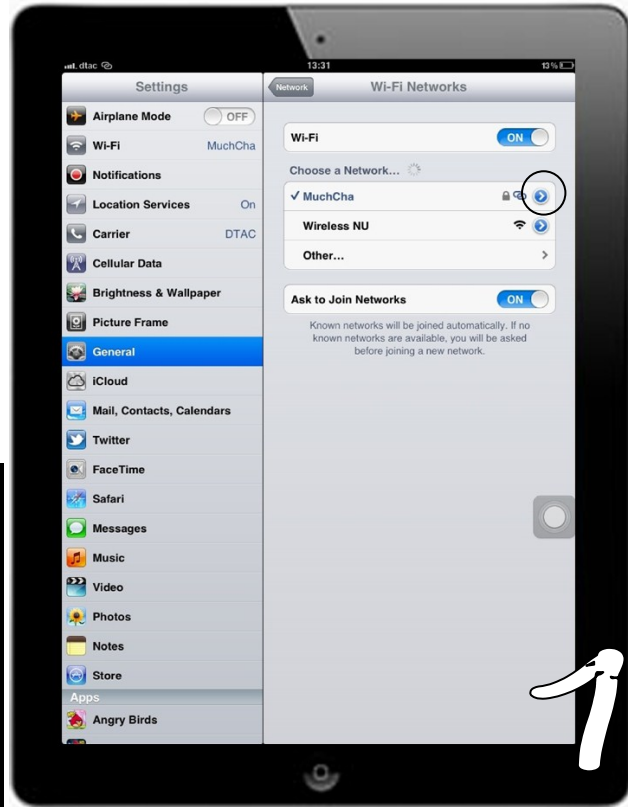 dtac 13:31 13%
Settings
Airplane Mode OFF
Wi-Fi MuchCha
Notifications
Location Services On
Carrier DTAC
Cellular Data
Brightness & Wallpaper
Picture Frame
General
iCloud
Mail, Contacts, Calendars
Twitter
FaceTime
Safari
Messages
Music
Video
Photos
Notes
Store
Apps
Angry Birds
Network Wi-Fi Networks
Wi-Fi ON
Choose a Network...
✓ MuchCha
Wireless NU
Other...
Ask to Join Networks ON
Known networks will be joined automatically. If no
known networks are available, you will be asked
before joining a new network.
1